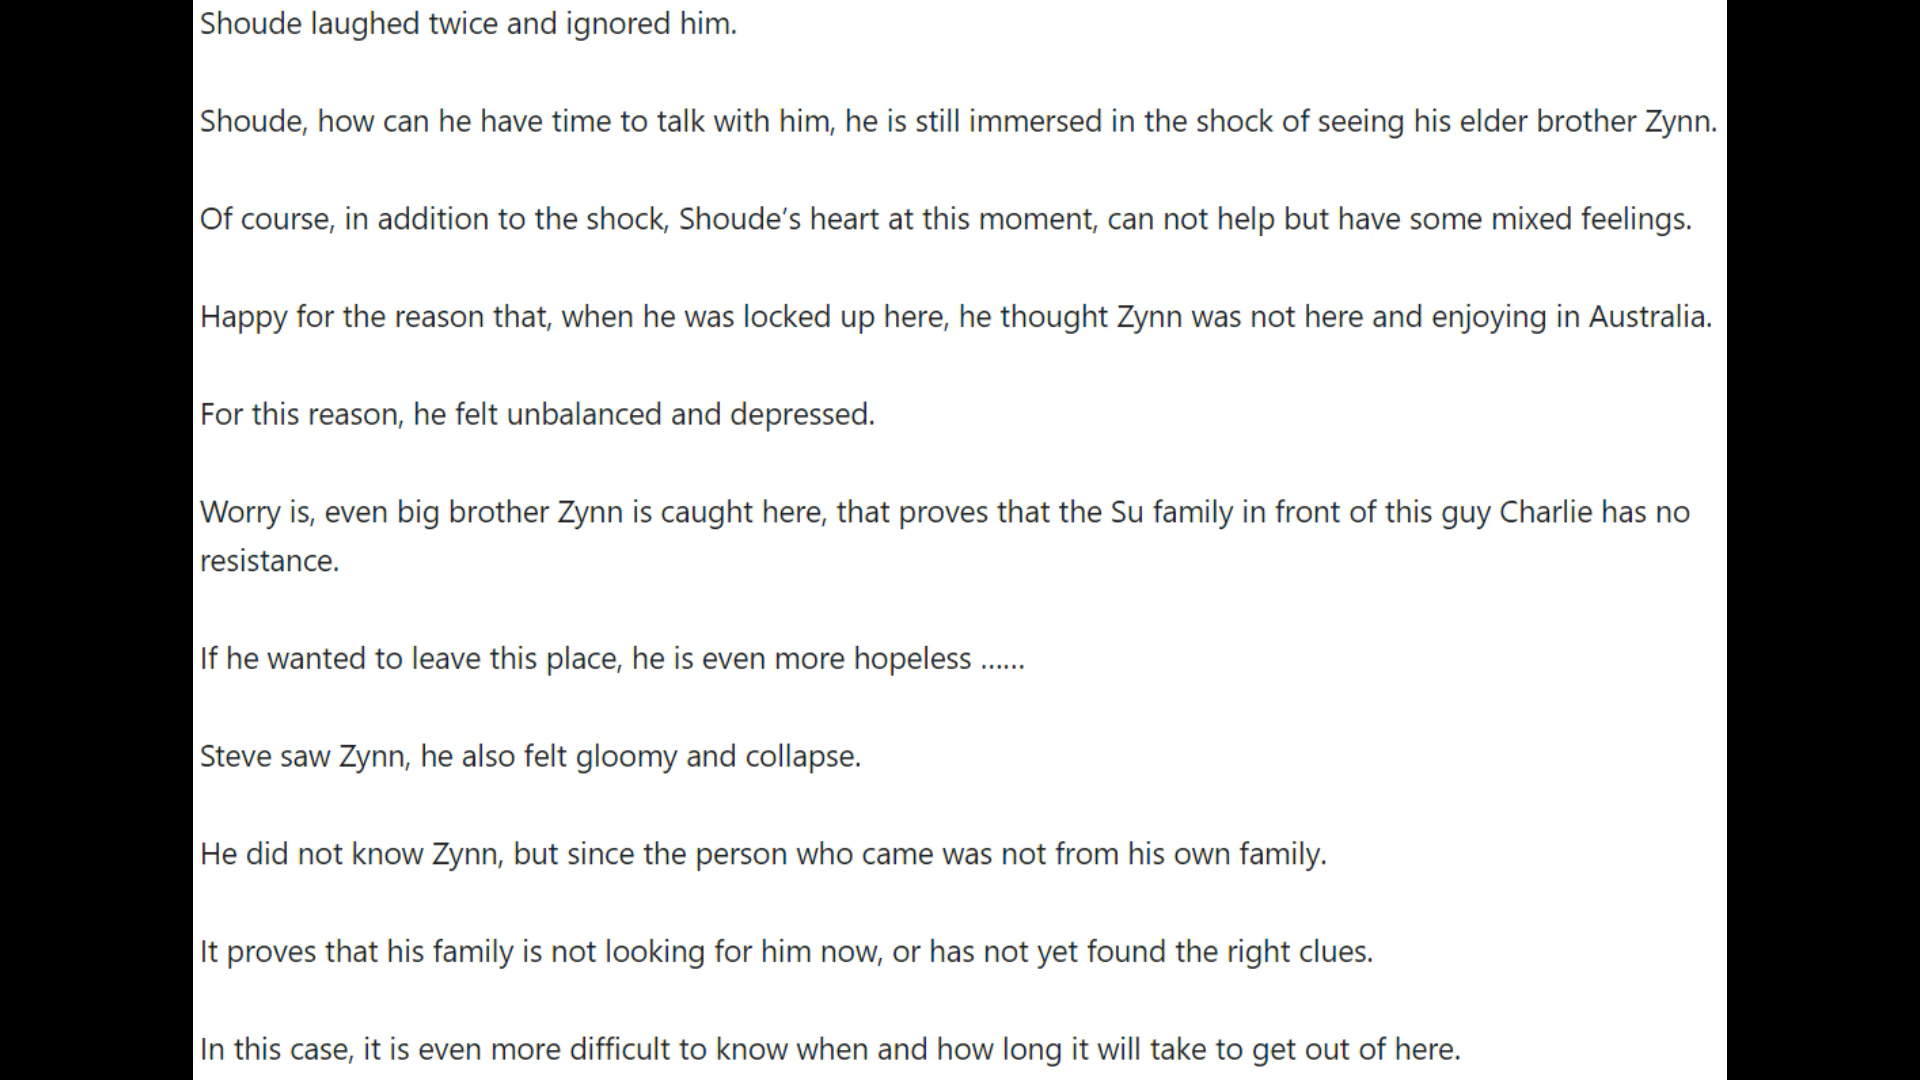 Shoude laughed twice and ignored him.
Shoude, how can he have time to talk with him, he is still immersed in the shock of seeing his elder brother Zynn.
Of course, in addition to the shock, Shoude’s heart at this moment, can not help but have some mixed feelings.
Happy for the reason that, when he was locked up here, he thought Zynn was not here and enjoying in Australia.
For this reason, he felt unbalanced and depressed.
Worry is, even big brother Zynn is caught here, that proves that the Su family in front of this guy Charlie has no
resistance.
If he wanted to leave this place, he is even more hopeless ……
Steve saw Zynn, he also felt gloomy and collapse.
He did not know Zynn, but since the person who came was not from his own family.
It proves that his family is not looking for him now, or has not yet found the right clues.
In this case, it is even more difficult to know when and how long it will take to get out of here.